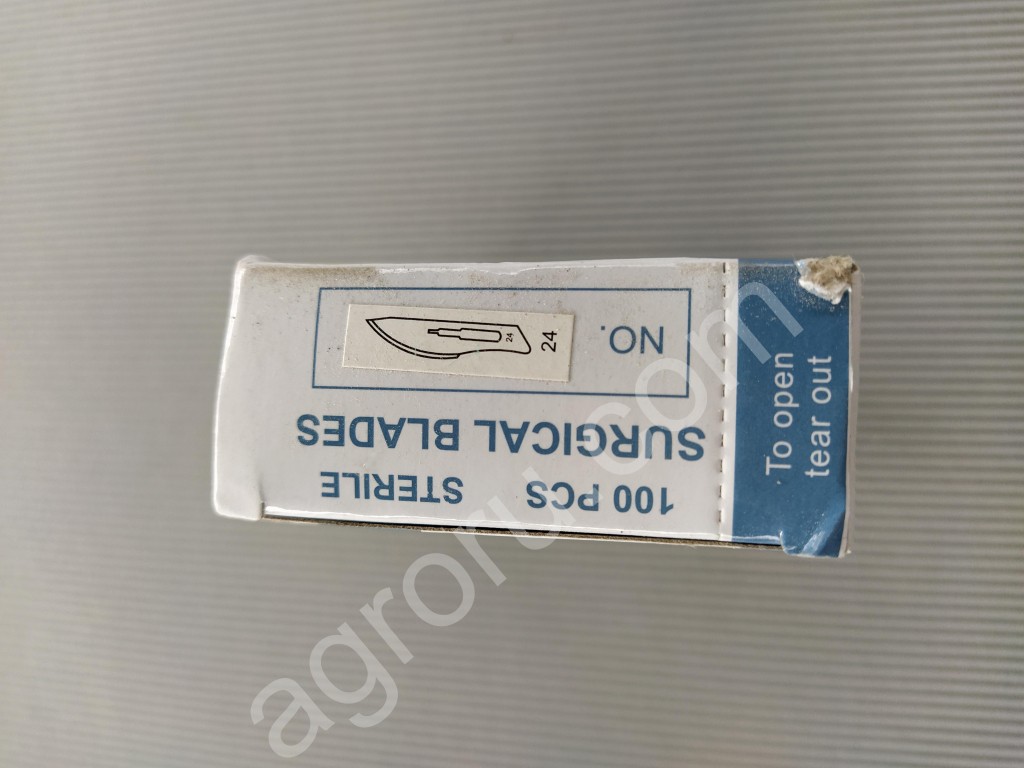 100 PCS STERILE
SURGICAL BLADES
NO.
24
24
To open
tear out
agroru.com